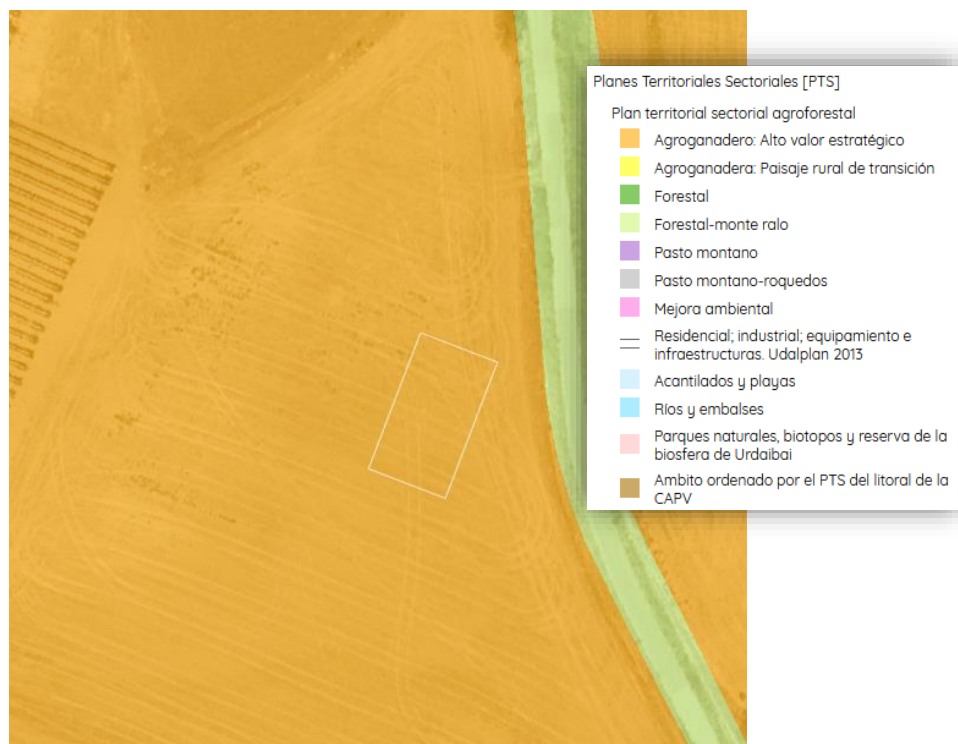 Planes Territoriales Sectoriales [PTS]
Plan territorial sectorial agroforestal
Agroganadero: Alto valor estratégico
Agroganadera: Paisaje rural de transición
Forestal
Forestal-monte ralo
Pasto montano
Pasto montano-roquedos
Mejora ambiental
Residencial; industrial; equipamiento e
infraestructuras. Udalplan 2013
Acantilados y playas
Ríos y embalses
Parques naturales, biotopos y reserva de la
biosfera de Urdaibai
Ambito ordenado por el PTS del litoral de la
CAPV